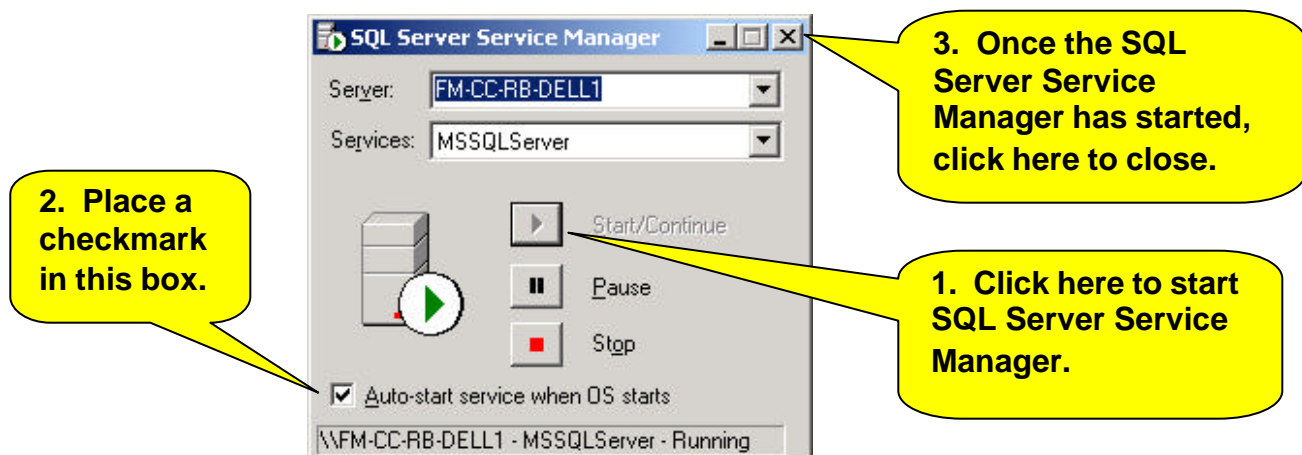 SQL Server Service Manager
Server: FM-CC-RB-DELL1
Services: MSSQLServer
Start/Continue
Pause
Stop
Auto-start service when OS starts
\\FM-CC-RB-DELL1 - MSSQLServer - Running
3. Once the SQL
Server Service
Manager has started,
click here to close.
2. Place a
checkmark
in this box.
1. Click here to start
SQL Server Service
Manager.